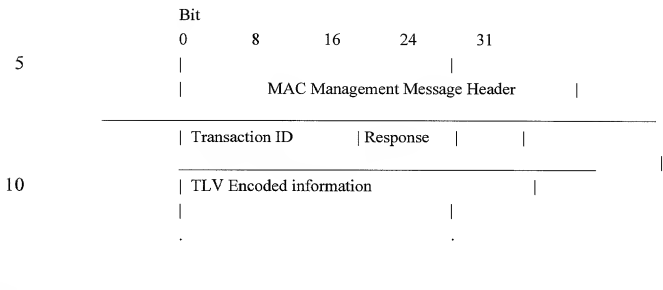 Bit
0 8 16 24 31
5 | |
| MAC Management Message Header |
| Transaction ID | Response | |
|
10 | TLV Encoded information |
| |
. .